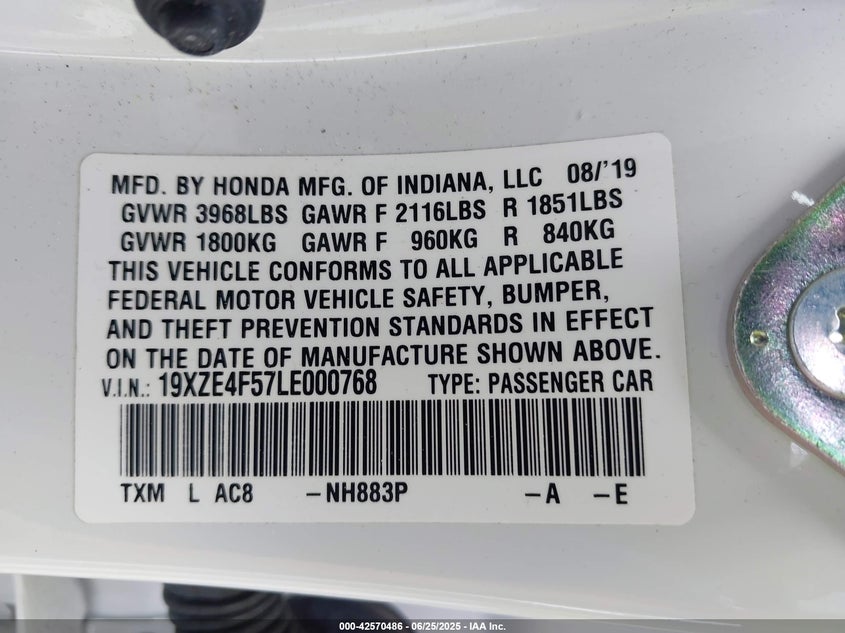 MFD. BY HONDA MFG. OF INDIANA, LLC 08/'19
GVWR 3968LBS GAWR F 2116LBS R 1851LBS
GVWR 1800KG GAWR F 960KG R 840KG
THIS VEHICLE CONFORMS TO ALL APPLICABLE
FEDERAL MOTOR VEHICLE SAFETY, BUMPER,
AND THEFT PREVENTION STANDARDS IN EFFECT
ON THE DATE OF MANUFACTURE SHOWN ABOVE.
V.I.N.: 19XZE4F57LE000768 TYPE: PASSENGER CAR
TXM L AC8 -NH883P -A -E
000-42570486 | 06/25/2025 - IAA Inc.